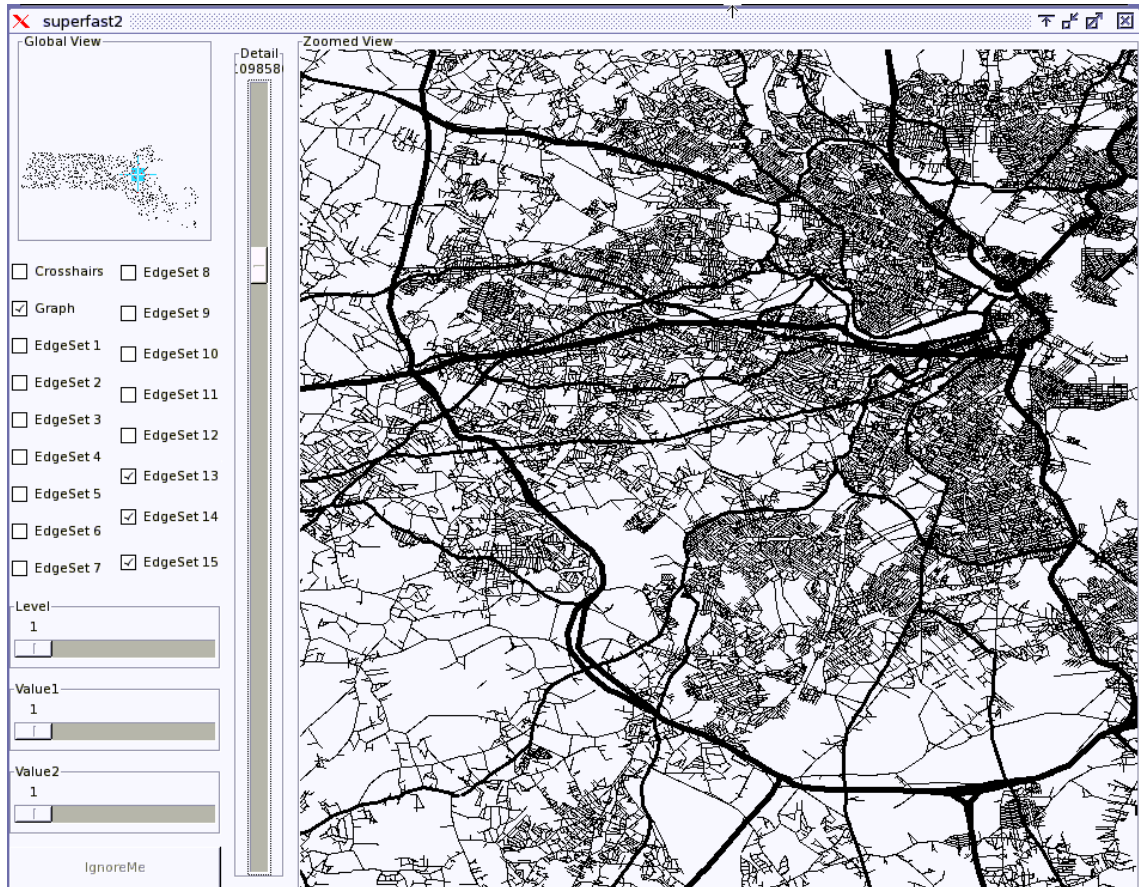 superfast2
Global View
Detail
Zoomed View
Crosshairs
Graph
EdgeSet 1
EdgeSet 2
EdgeSet 3
EdgeSet 4
EdgeSet 5
EdgeSet 6
EdgeSet 7
EdgeSet 8
EdgeSet 9
EdgeSet 10
EdgeSet 11
EdgeSet 12
EdgeSet 13
EdgeSet 14
EdgeSet 15
Level
1
Value1
1
Value2
1
IgnoreMe